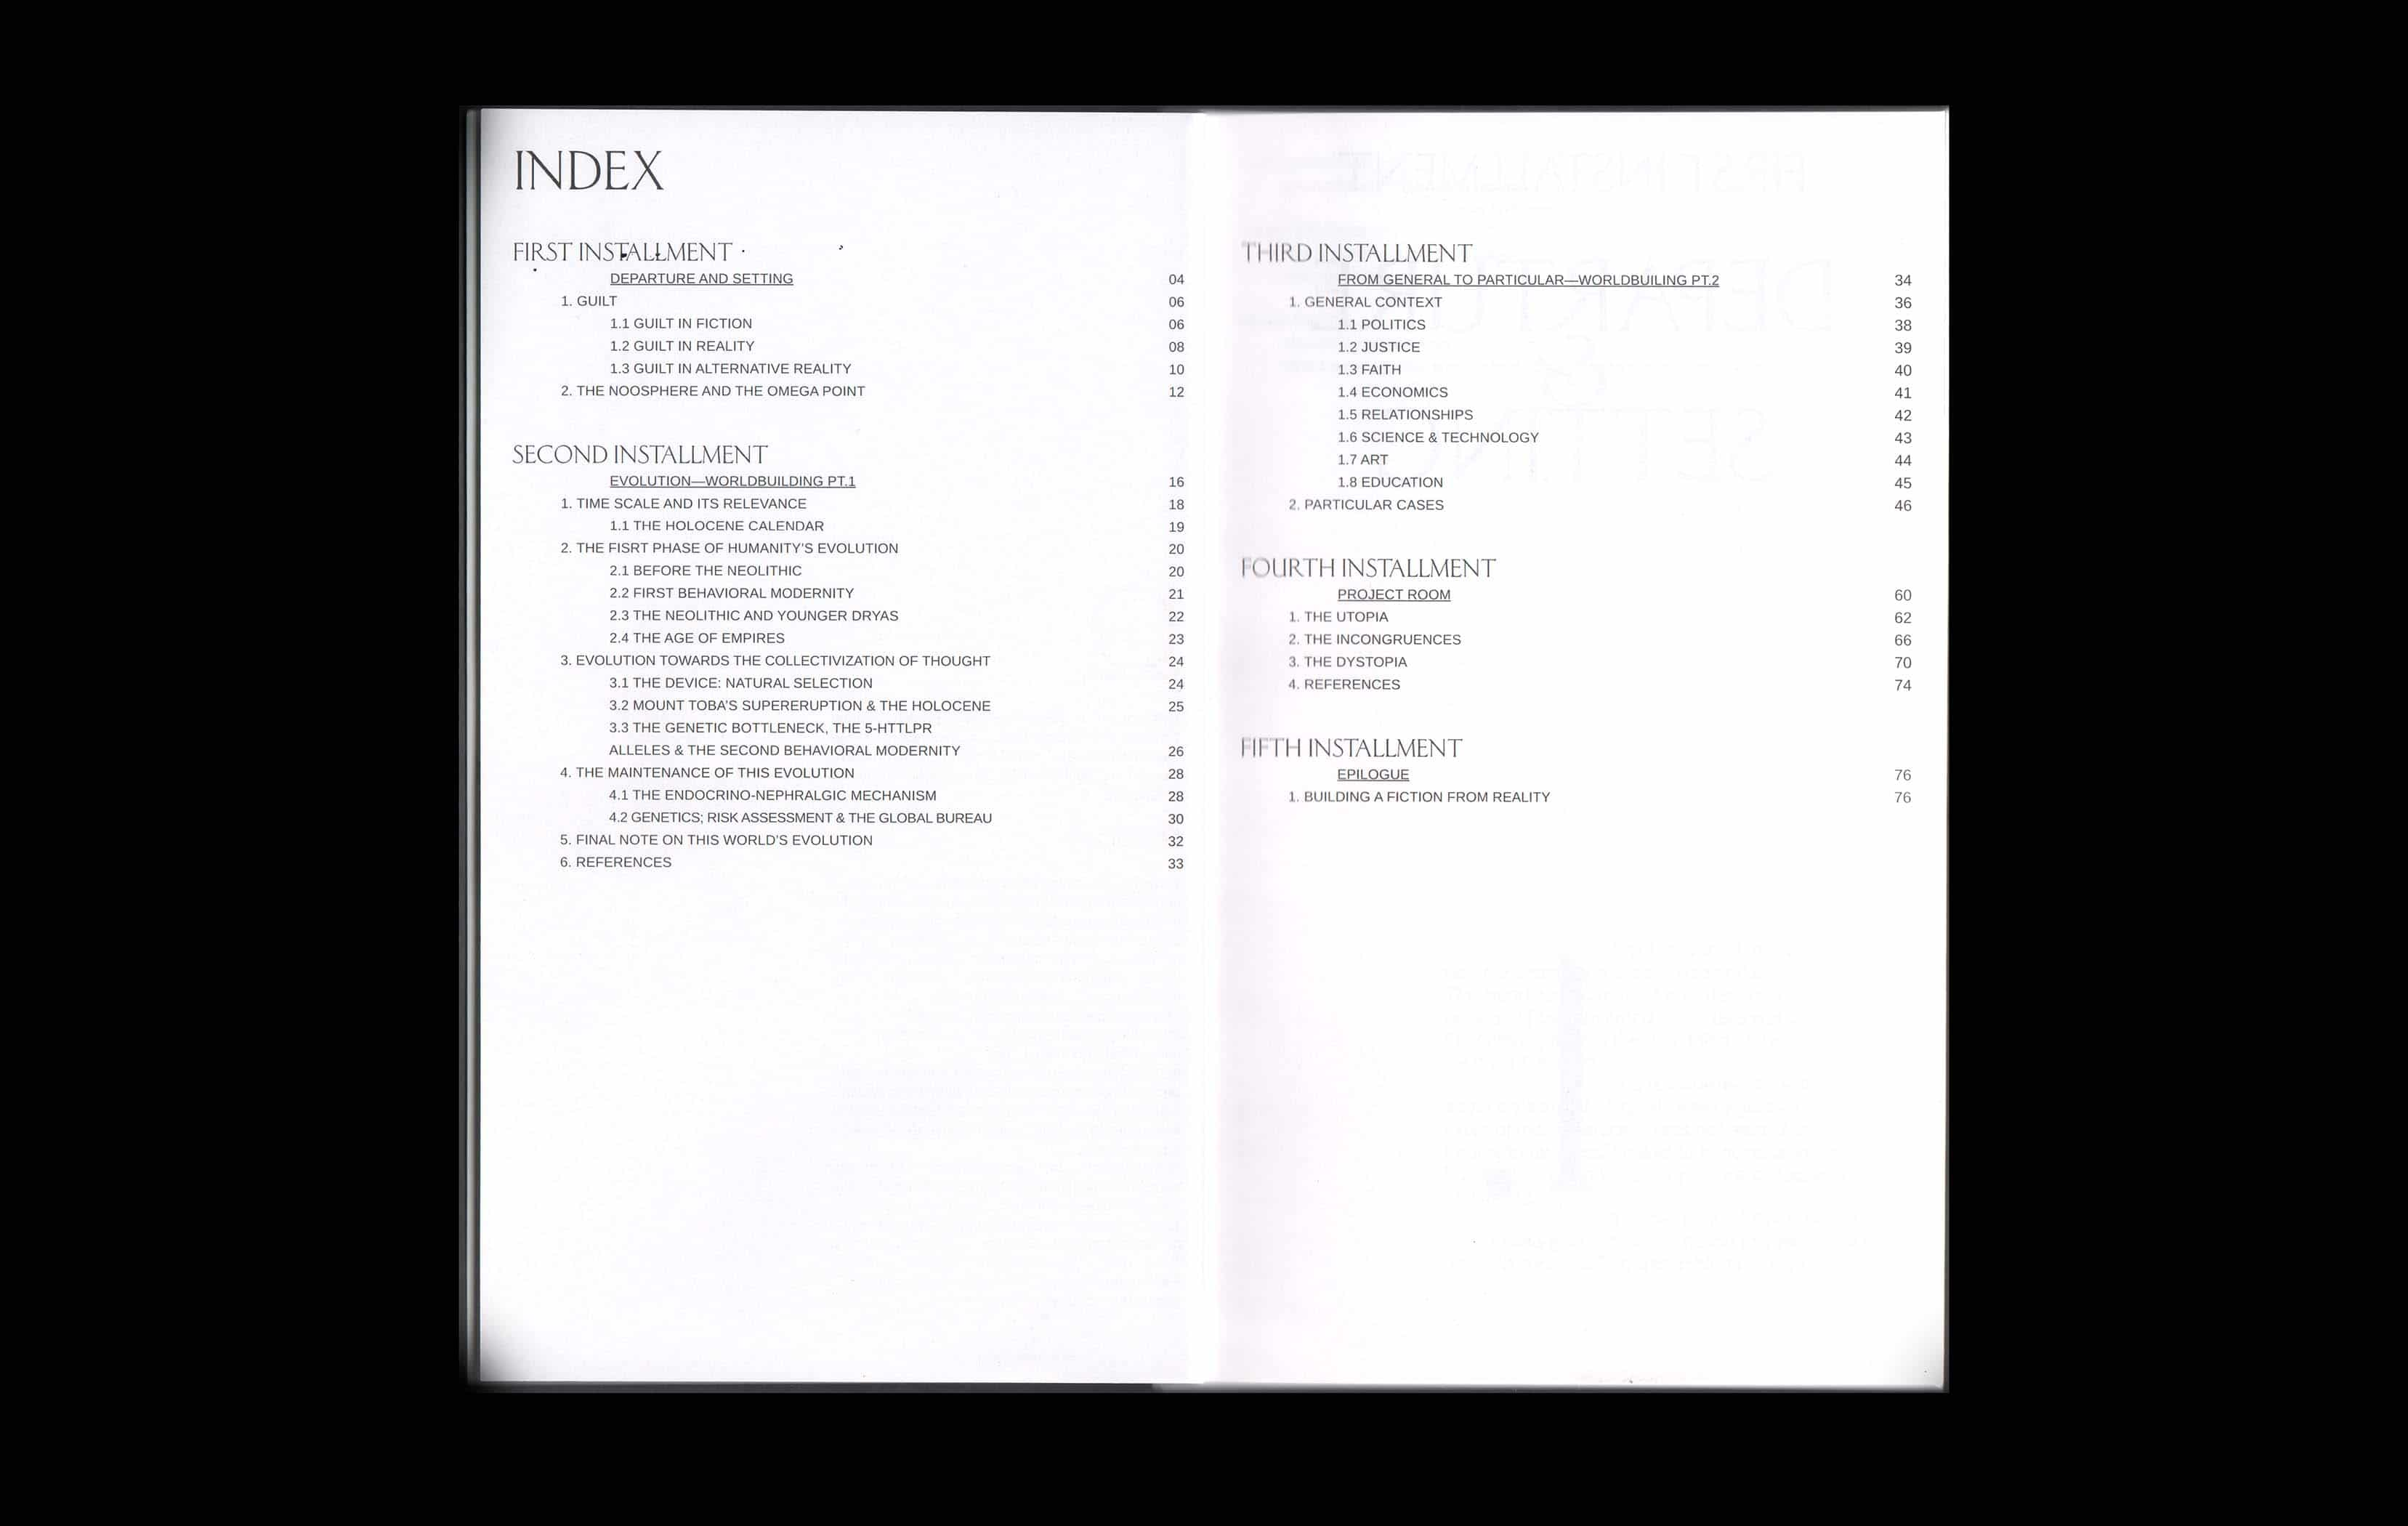 INDEX
FIRST INSTALLMENT
DEPARTURE AND SETTING 04
1. GUILT 06
1.1 GUILT IN FICTION 06
1.2 GUILT IN REALITY 08
1.3 GUILT IN ALTERNATIVE REALITY 10
2. THE NOOSPHERE AND THE OMEGA POINT 12
SECOND INSTALLMENT
EVOLUTION—WORLDBUILDING PT.1 16
1. TIME SCALE AND ITS RELEVANCE 18
1.1 THE HOLOCENE CALENDAR 19
2. THE FISRT PHASE OF HUMANITY'S EVOLUTION 20
2.1 BEFORE THE NEOLITHIC 20
2.2 FIRST BEHAVIORAL MODERNITY 21
2.3 THE NEOLITHIC AND YOUNGER DRYAS 22
2.4 THE AGE OF EMPIRES 23
3. EVOLUTION TOWARDS THE COLLECTIVIZATION OF THOUGHT 24
3.1 THE DEVICE: NATURAL SELECTION 24
3.2 MOUNT TOBA'S SUPERERUPTION & THE HOLOCENE 25
3.3 THE GENETIC BOTTLENECK, THE 5-HTTLPR
ALLELES & THE SECOND BEHAVIORAL MODERNITY 26
4. THE MAINTENANCE OF THIS EVOLUTION 28
4.1 THE ENDOCRINO-NEPHRALGIC MECHANISM 28
4.2 GENETICS; RISK ASSESSMENT & THE GLOBAL BUREAU 30
5. FINAL NOTE ON THIS WORLD'S EVOLUTION 32
6. REFERENCES 33
THIRD INSTALLMENT
FROM GENERAL TO PARTICULAR—WORLDBUILING PT.2 34
1. GENERAL CONTEXT 36
1.1 POLITICS 38
1.2 JUSTICE 39
1.3 FAITH 40
1.4 ECONOMICS 41
1.5 RELATIONSHIPS 42
1.6 SCIENCE & TECHNOLOGY 43
1.7 ART 44
1.8 EDUCATION 45
2. PARTICULAR CASES 46
FOURTH INSTALLMENT
PROJECT ROOM 60
1. THE UTOPIA 62
2. THE INCONGRUENCES 66
3. THE DYSTOPIA 70
4. REFERENCES 74
FIFTH INSTALLMENT
EPILOGUE 76
1. BUILDING A FICTION FROM REALITY 76